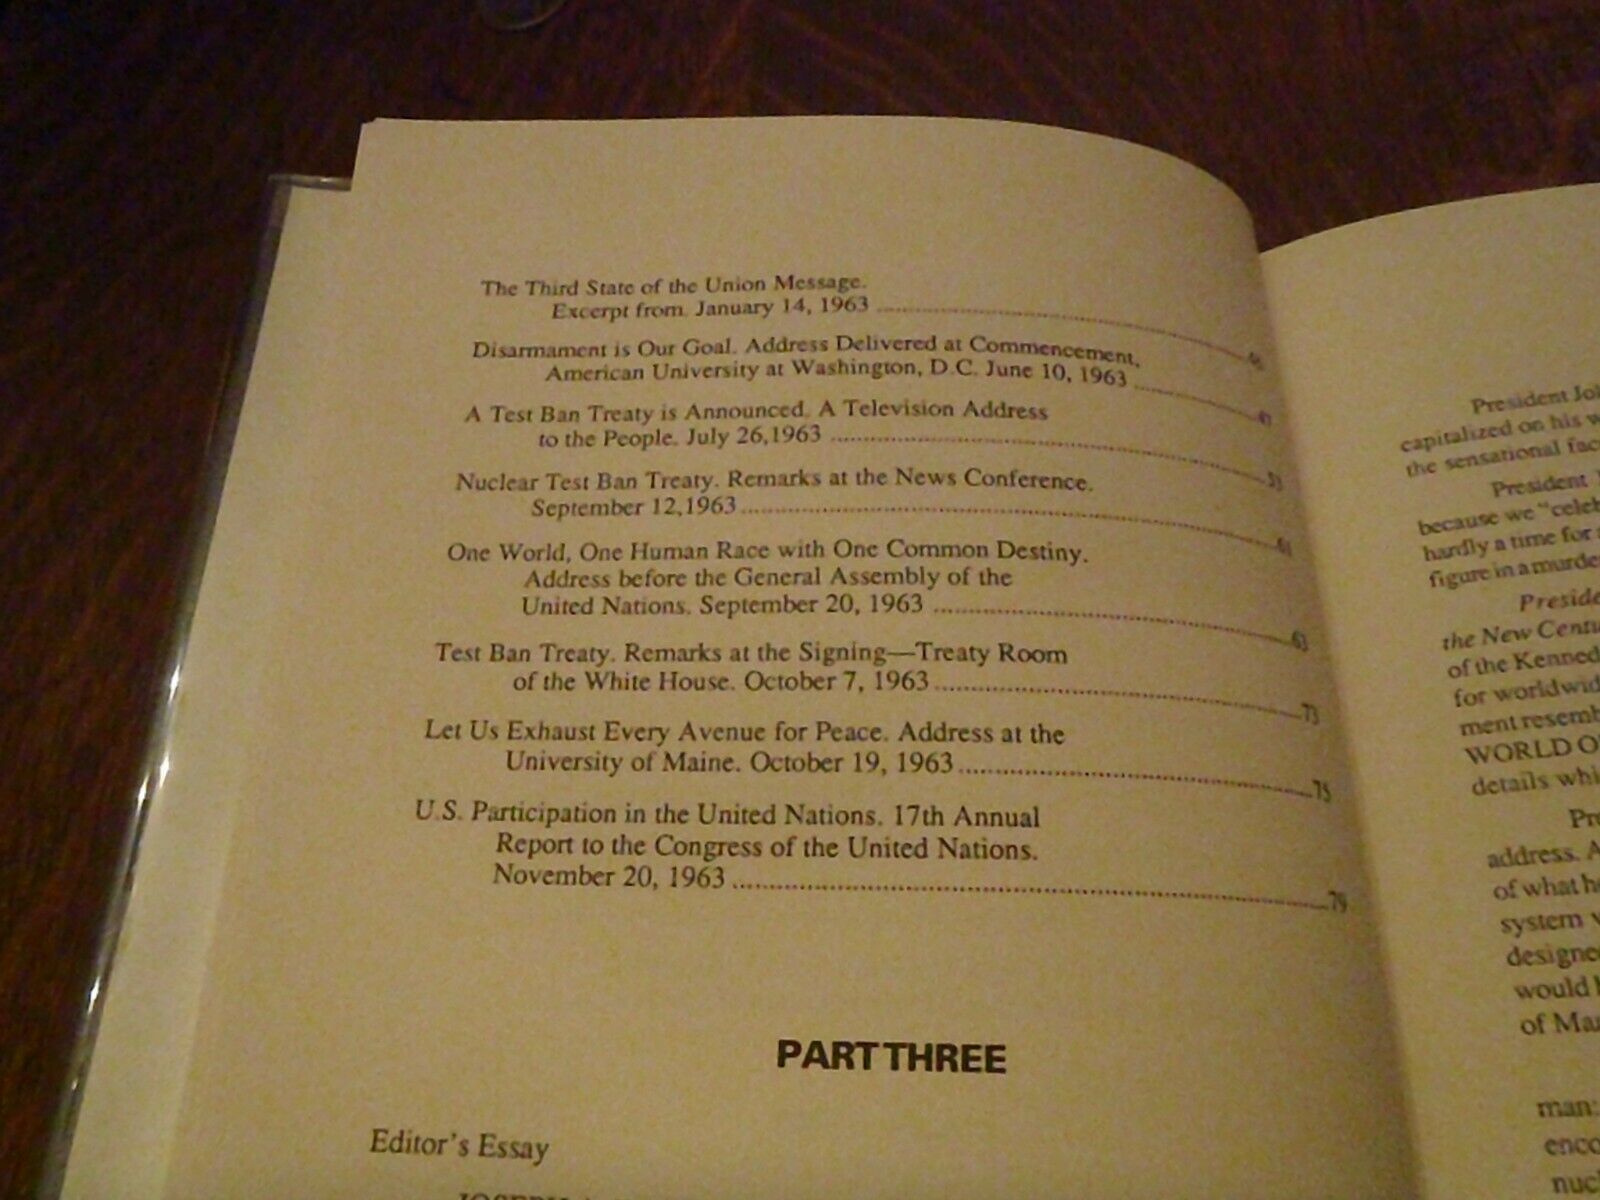 The Third State of the Union Message.
Excerpt from. January 14, 1963
Disarmament is Our Goal. Address Delivered at Commencement,
American University at Washington, D.C. June 10, 1963
A Test Ban Treaty is Announced. A Television Address
to the People. July 26,1963
Nuclear Test Ban Treaty. Remarks at the News Conference.
September 12,1963
One World, One Human Race with One Common Destiny.
Address before the General Assembly of the
United Nations. September 20, 1963 63
Test Ban Treaty. Remarks at the Signing—Treaty Room
of the White House. October 7, 1963 73
Let Us Exhaust Every Avenue for Peace. Address at the
University of Maine. October 19, 1963 75
U.S. Participation in the United Nations. 17th Annual
Report to the Congress of the United Nations.
November 20, 1963 79
PART THREE
Editor's Essay
President
capitalized on his
the sensational
President
because we
hardly a time for
figure in a
the New
of the
for
WORLD
details
address.
of what
system
would
of